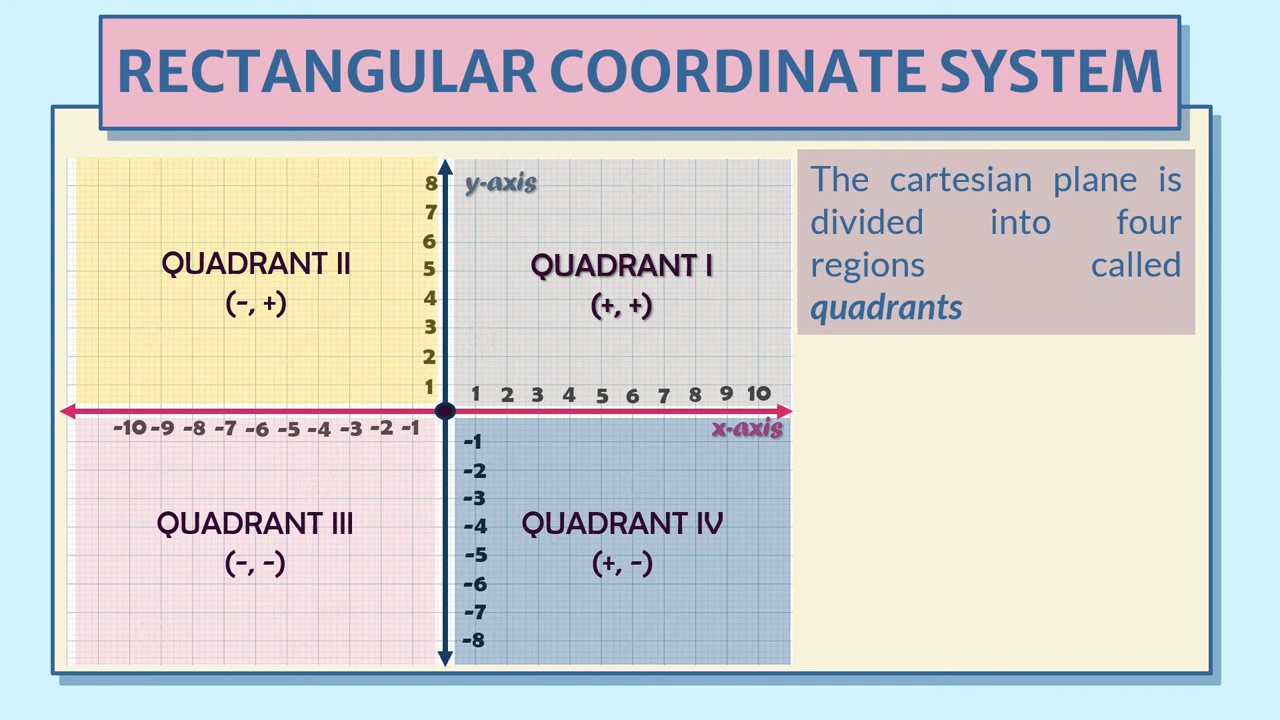 RECTANGULAR COORDINATE SYSTEM
8 y-axis
7
6
5
4
3
2
1
QUADRANT II
(-, +)
QUADRANT I
(+, +)
1 2 3 4 5 6 7 8 9 10
-10 -9 -8 -7 -6 -5 -4 -3 -2 -1
x-axis
-1
-2
-3
-4
-5
-6
-7
-8
QUADRANT III
(-, -)
QUADRANT IV
(+, -)
The cartesian plane is
divided into four
regions called
quadrants